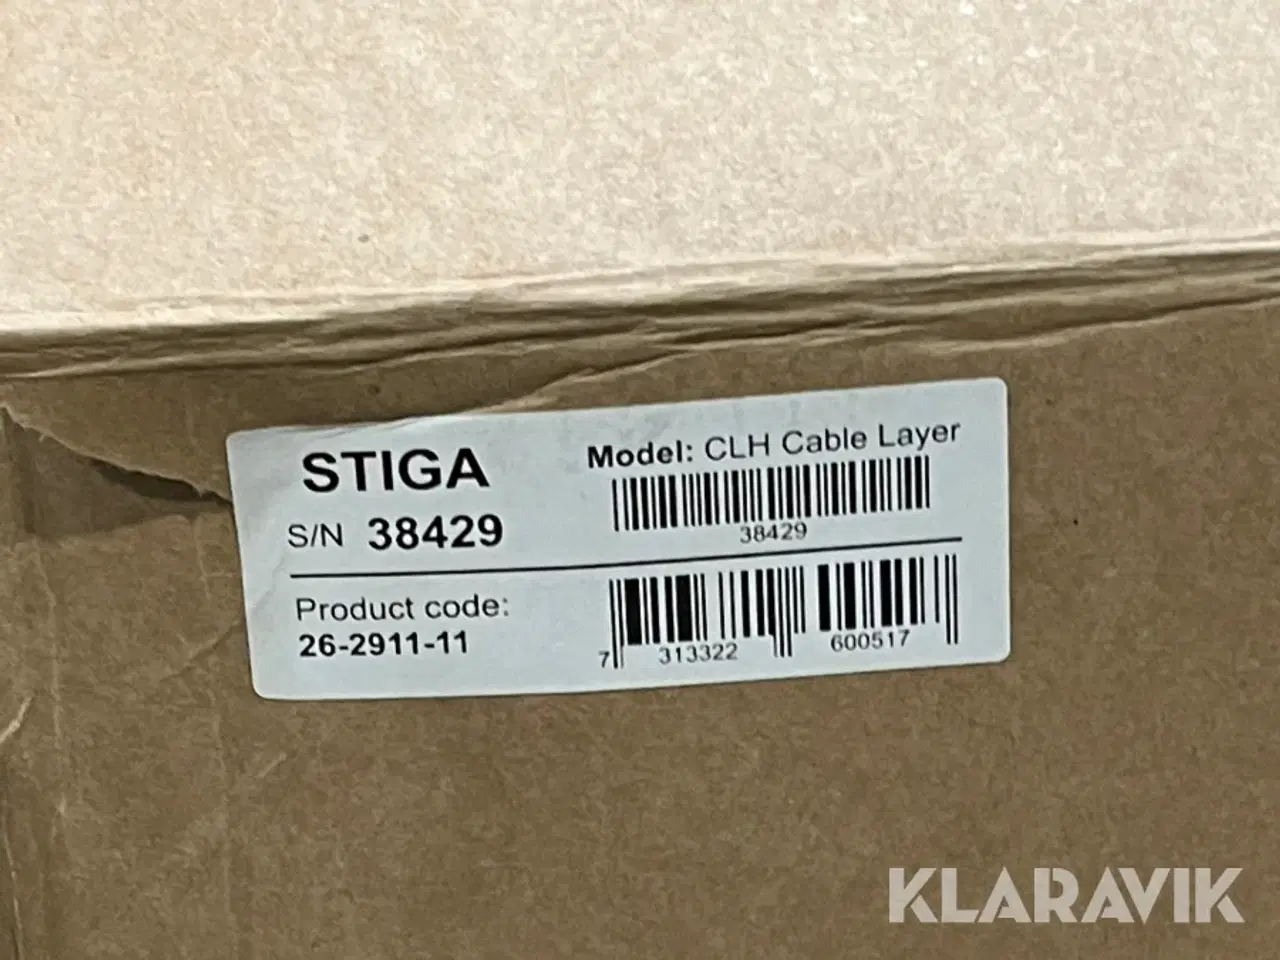 STIGA
S/N 38429
Model: CLH Cable Layer
38429
Product code:
26-2911-11
7 313322 600517
KLARAVIK